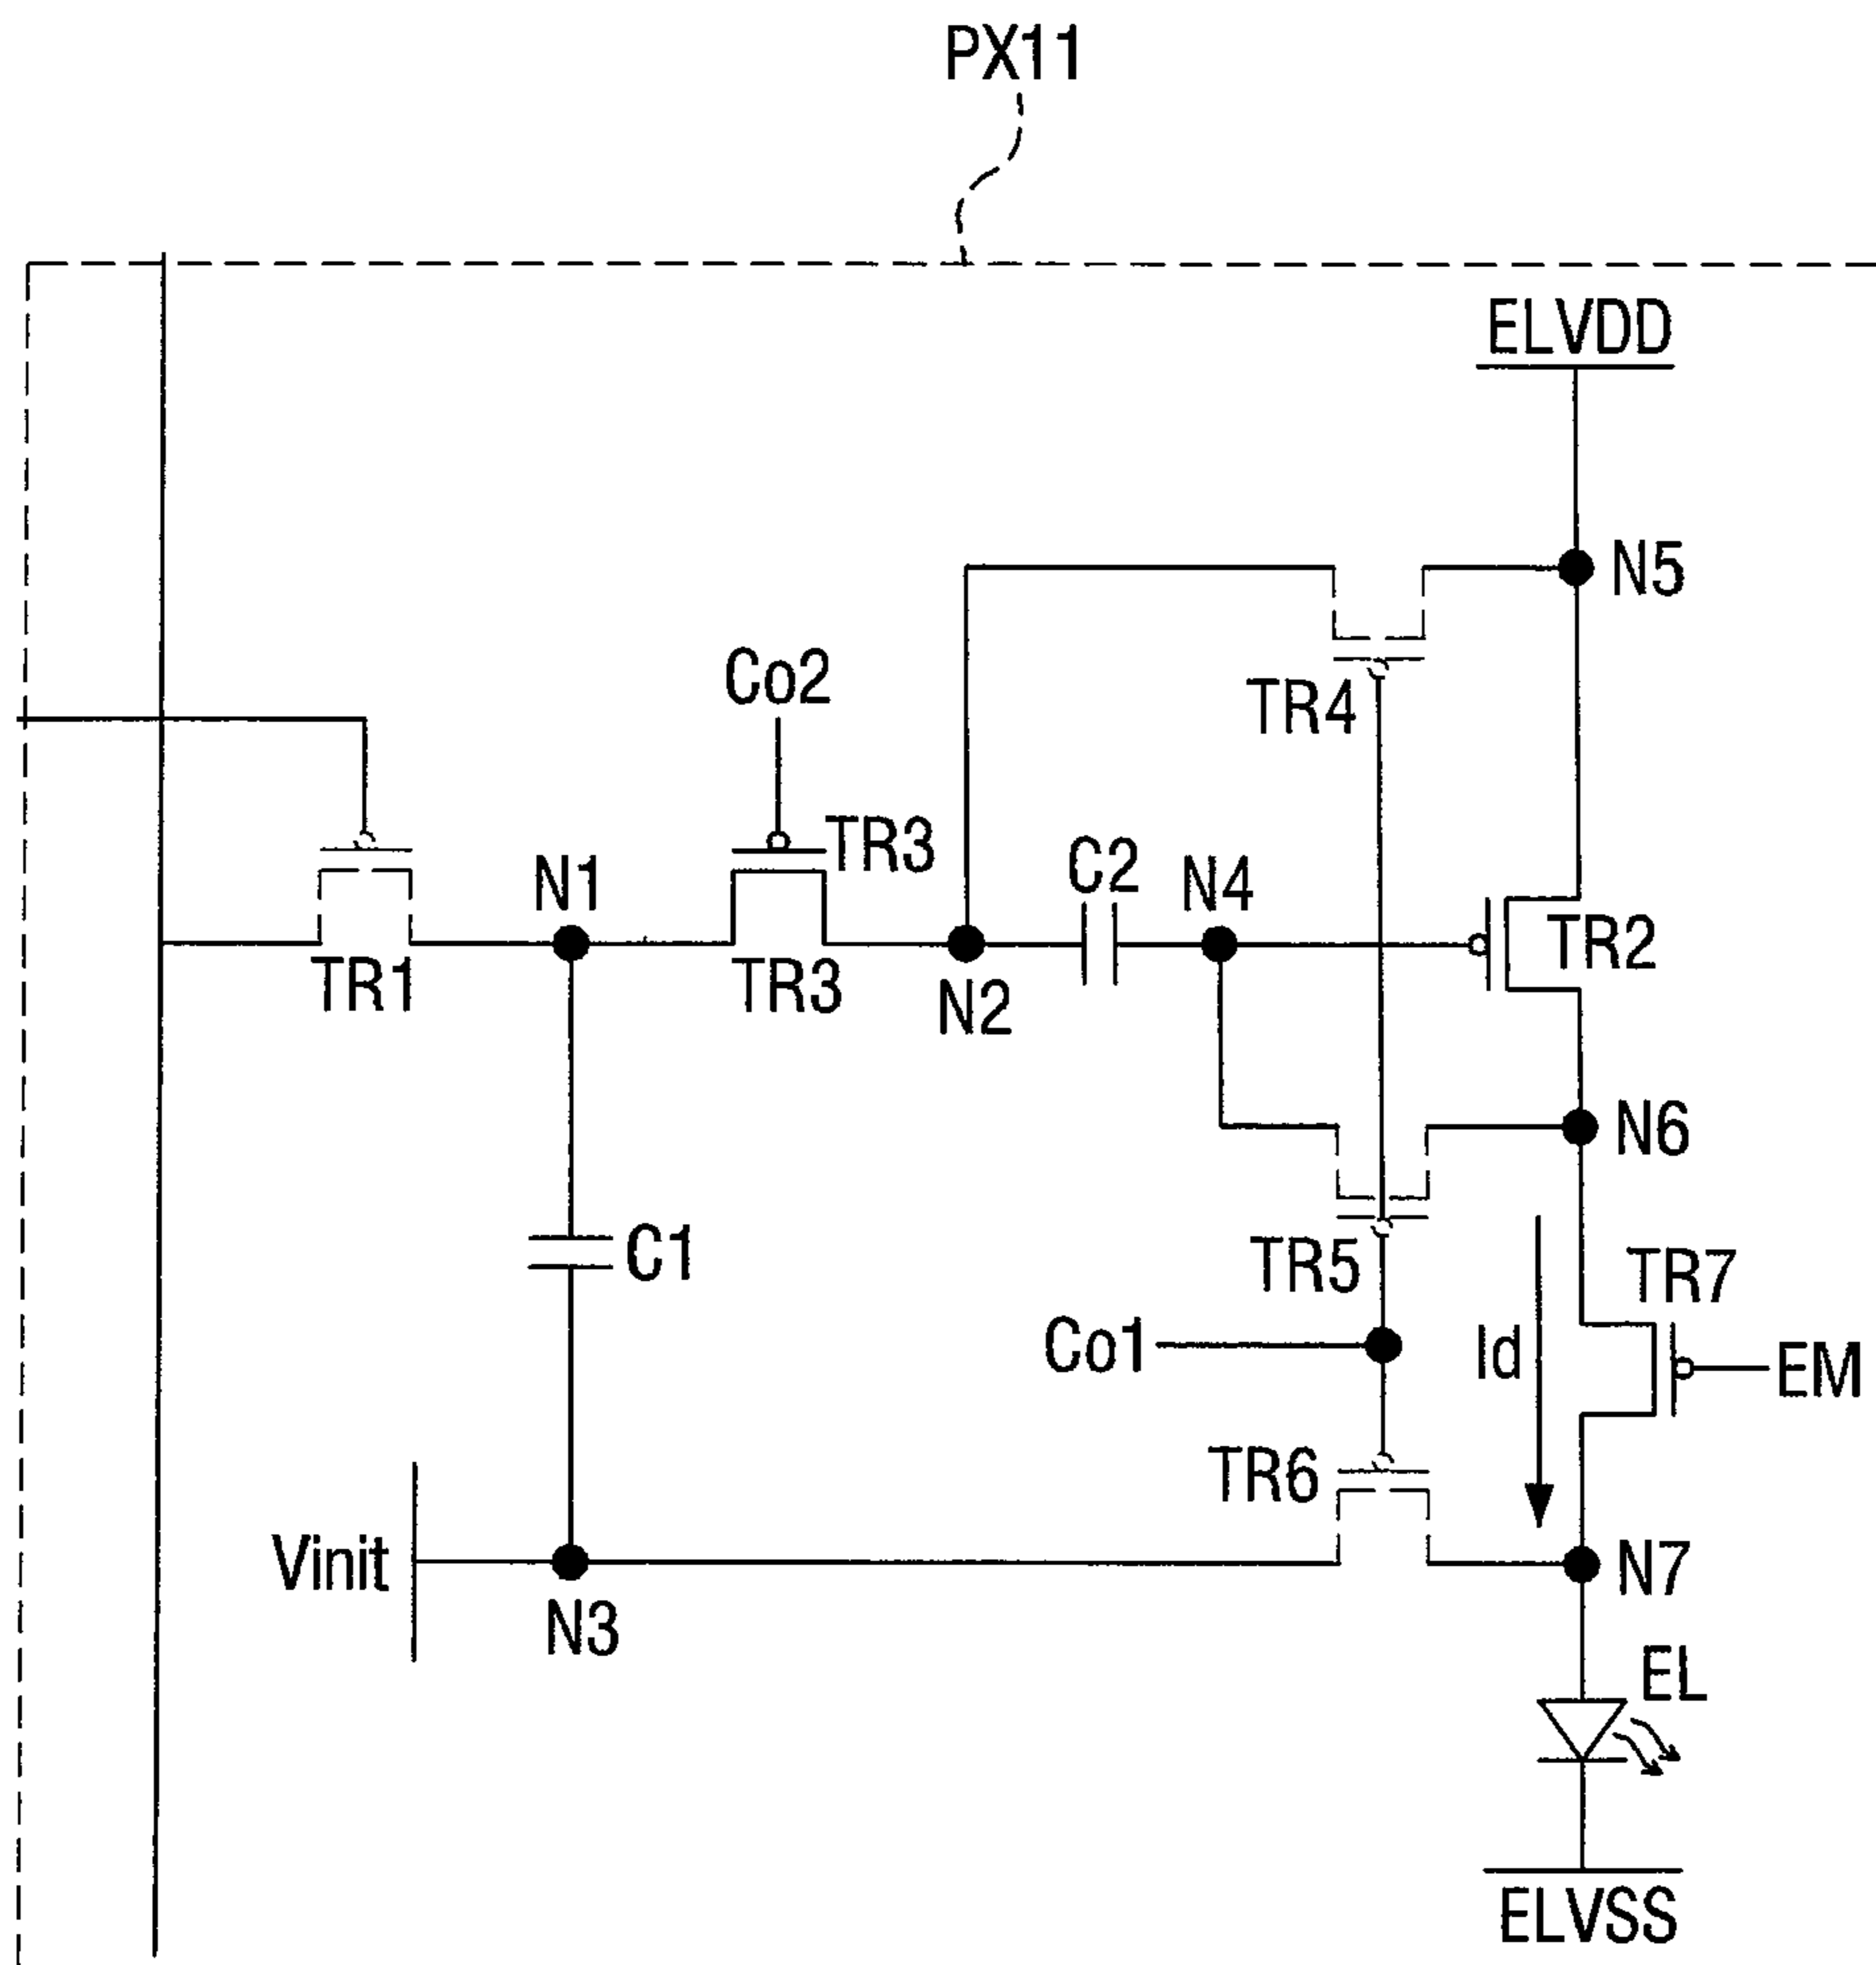 PX11
ELVDD
N5
Co2
TR4
TR3
N1
C2
N4
TR2
TR1
TR3
N2
N6
C1
TR5
TR7
Co1
Id
EM
TR6
Vinit
N7
N3
EL
ELVSS